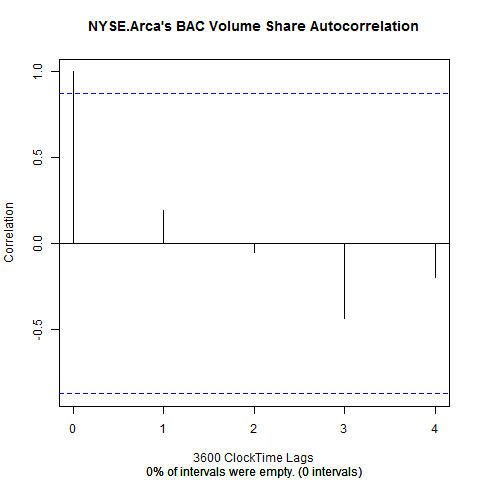 NYSE.Arca's BAC Volume Share Autocorrelation
Correlation
1.0
0.5
0.0
-0.5
0 1 2 3 4
3600 ClockTime Lags
0% of intervals were empty. (0 intervals)